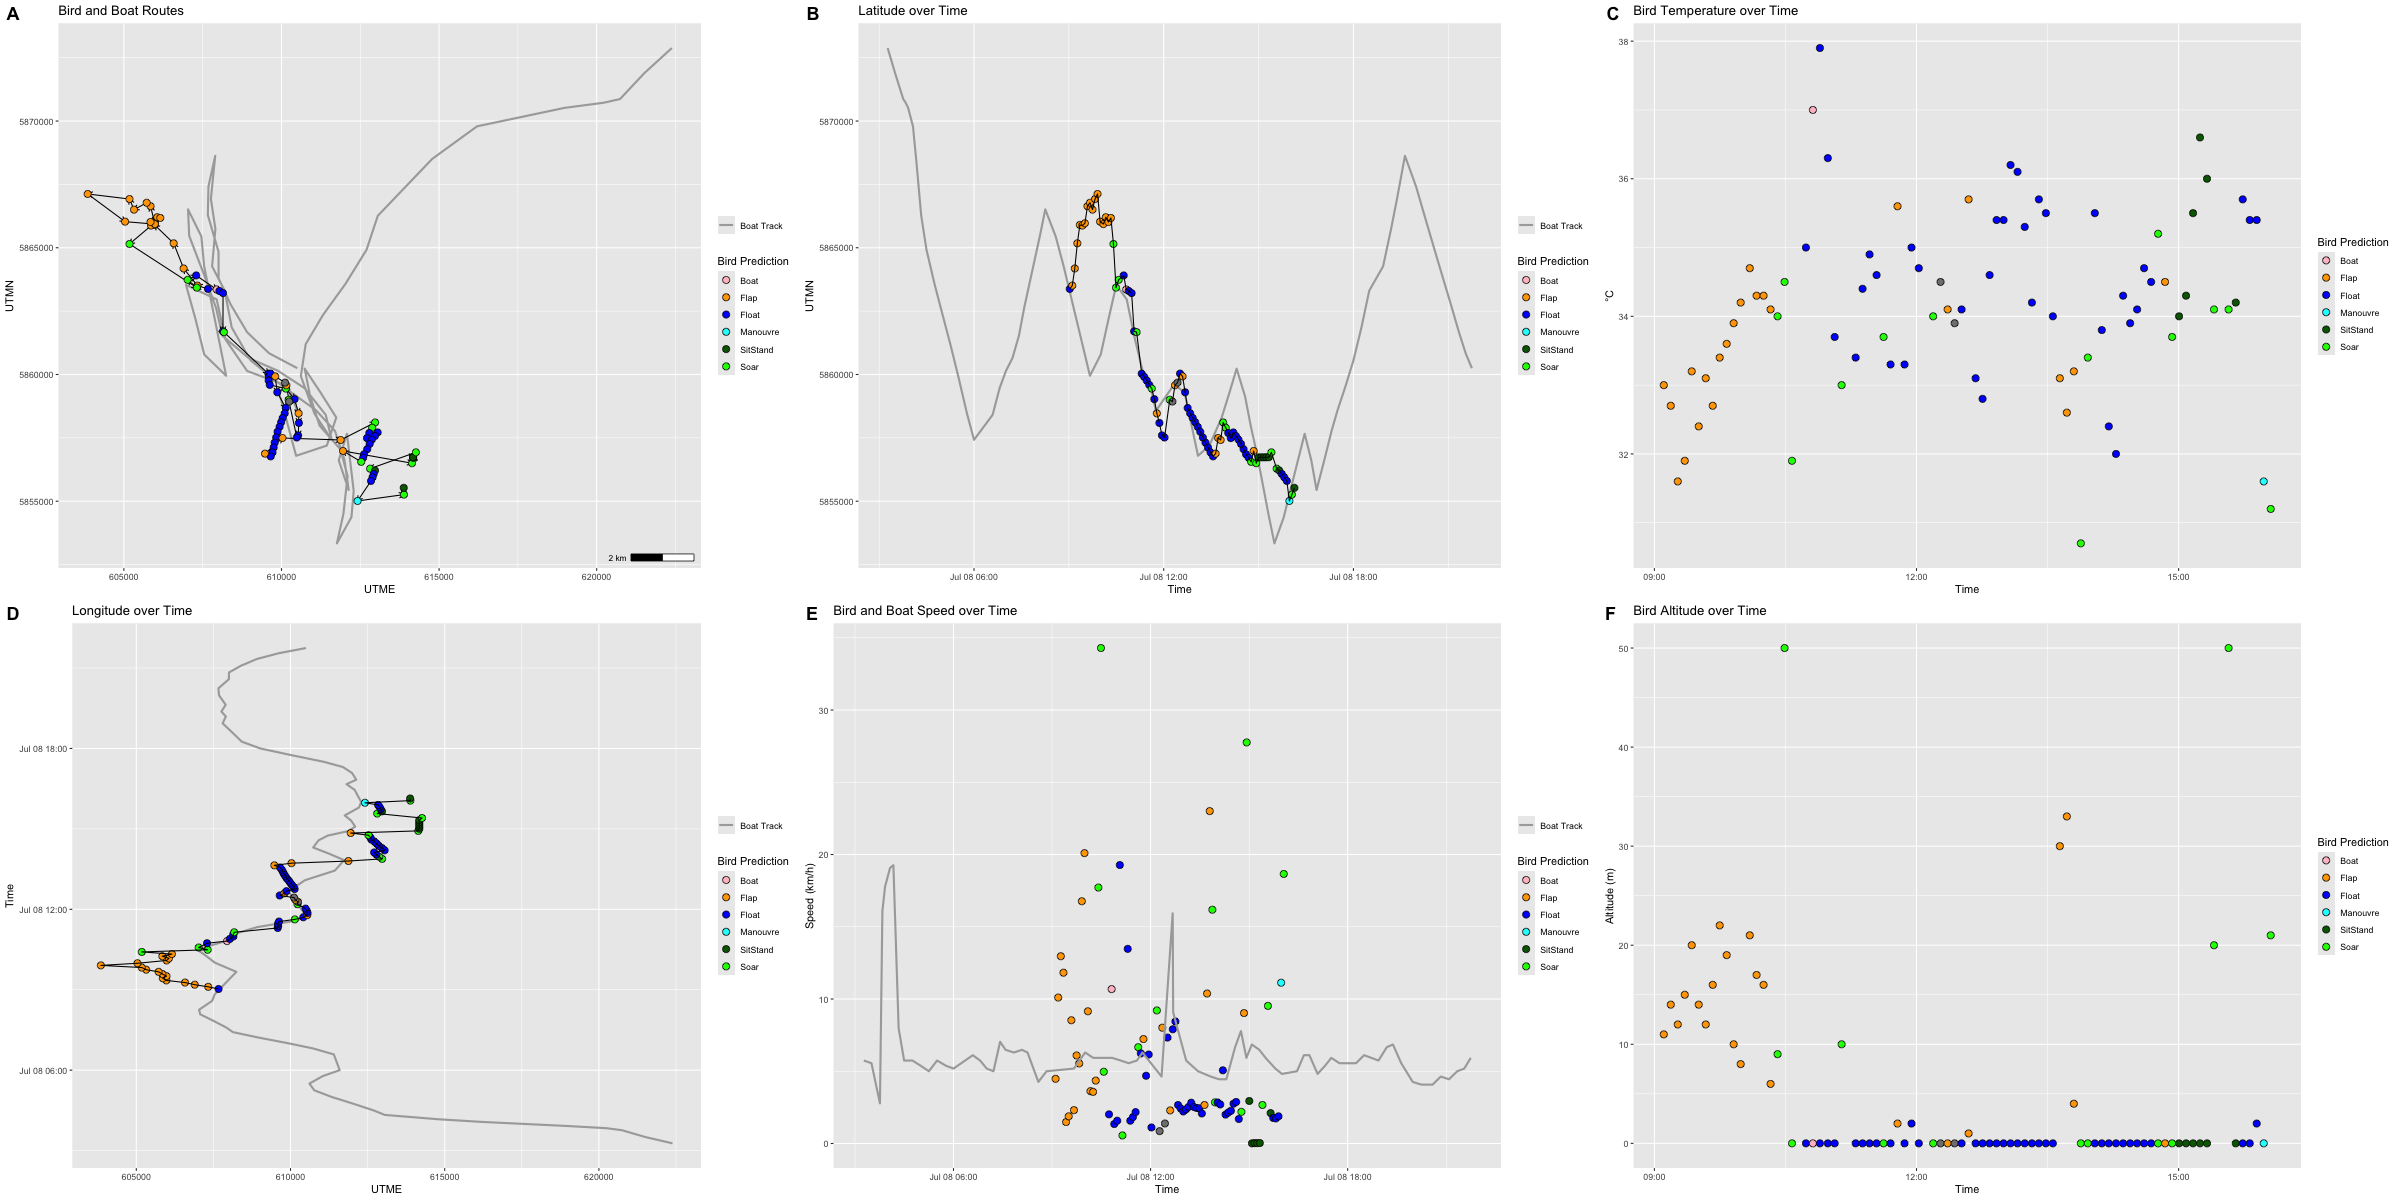 A Bird and Boat Routes
5870000
5865000
5860000
5855000
UTMN
605000 610000 615000 620000
UTME
2 km
Boat Track
Bird Prediction
Boat
Flap
Float
Manouvre
SitStand
Soar
B Latitude over Time
5870000
5865000
5860000
5855000
UTMN
Jul 08 06:00 Jul 08 12:00 Jul 08 18:00
Time
Boat Track
Bird Prediction
Boat
Flap
Float
Manouvre
SitStand
Soar
C Bird Temperature over Time
38
36
34
32
°C
09:00 12:00 15:00
Time
Bird Prediction
Boat
Flap
Float
Manouvre
SitStand
Soar
D Longitude over Time
Jul 08 18:00
Jul 08 12:00
Jul 08 06:00
Time
605000 610000 615000 620000
UTME
Boat Track
Bird Prediction
Boat
Flap
Float
Manouvre
SitStand
Soar
E Bird and Boat Speed over Time
30
20
10
0
Speed (km/h)
Jul 08 06:00 Jul 08 12:00 Jul 08 18:00
Time
Boat Track
Bird Prediction
Boat
Flap
Float
Manouvre
SitStand
Soar
F Bird Altitude over Time
50
40
30
20
10
0
Altitude (m)
09:00 12:00 15:00
Time
Bird Prediction
Boat
Flap
Float
Manouvre
SitStand
Soar